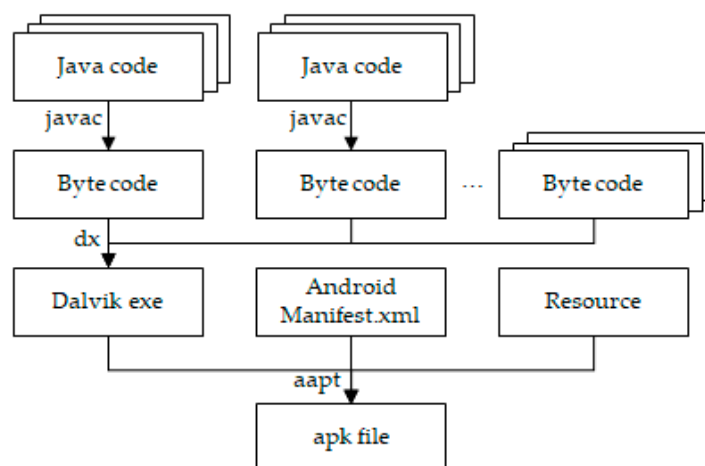 Java code
Java code
javac
javac
Byte code
Byte code
...
Byte code
dx
Dalvik exe
Android
Manifest.xml
Resource
aapt
apk file